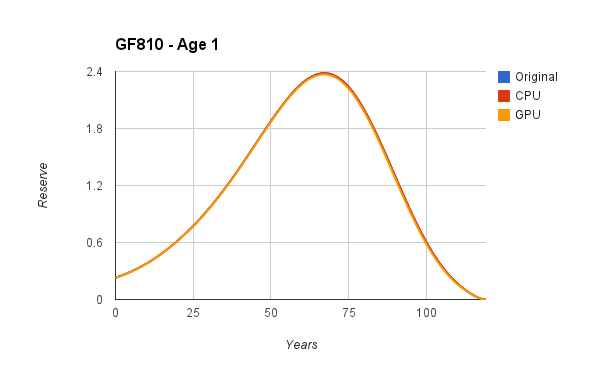 GF810 - Age 1
2.4
1.8
1.2
0.6
0
Reserve
0 25 50 75 100
Years
Original
CPU
GPU